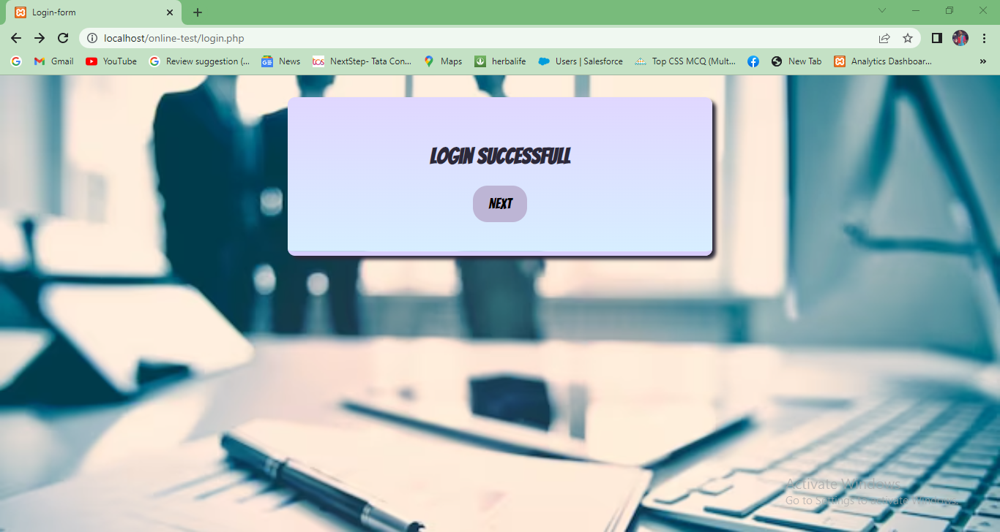 Login-form
localhost/online-test/login.php
Gmail YouTube Review suggestion (... News NextStep- Tata Con... Maps herbalife Users | Salesforce Top CSS MCQ (Mult... New Tab Analytics Dashboar... »
LOGIN SUCCESSFULL
NEXT
Activate Windows
Go to Settings to activate Windows.